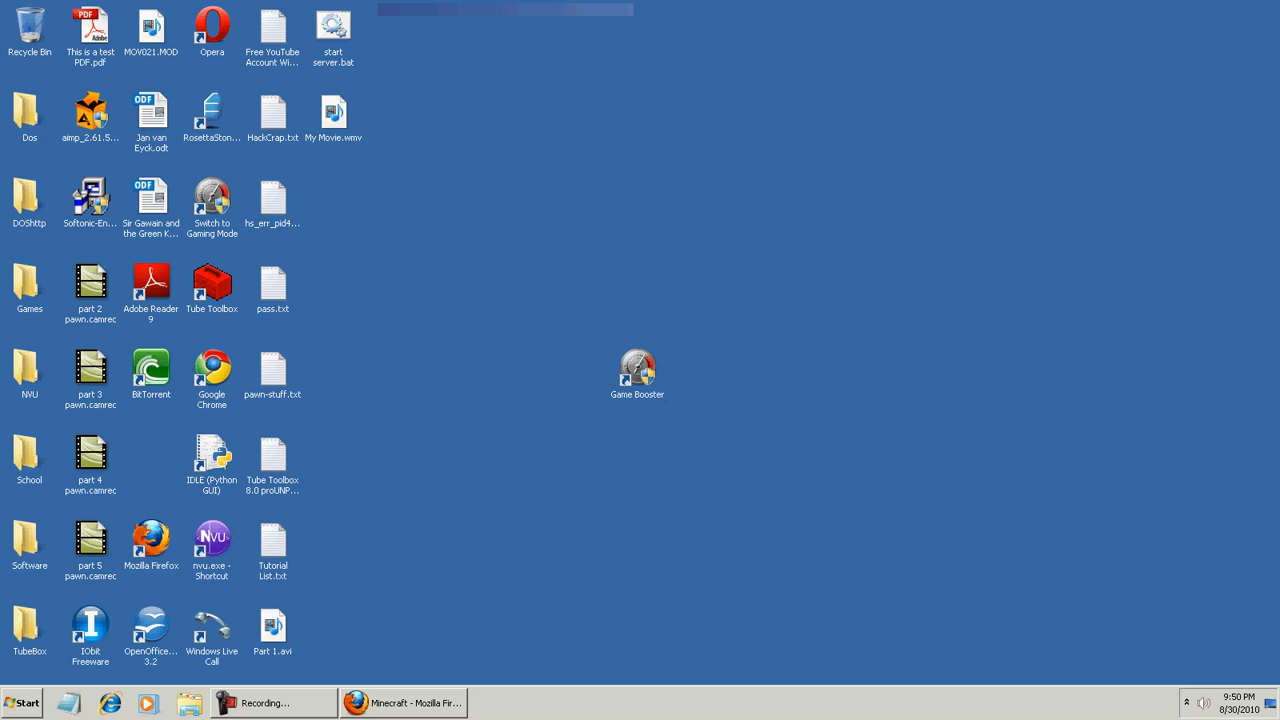 Recycle Bin
This is a test
PDF.pdf
MOV021.MOD
Opera
Free YouTube
Account Wi...
start
server.bat
Dos
aimp_2.61.5...
Jan van
Eyck.odt
RosettaSton...
HackCrap.txt
My Movie.wmv
DOShttp
Softonic-En...
Sir Gawain and
the Green K...
Switch to
Gaming Mode
hs_err_pid4...
Games
part 2
pawn.camrec
Adobe Reader
9
Tube Toolbox
pass.txt
NVU
part 3
pawn.camrec
BitTorrent
Google
Chrome
pawn-stuff.txt
Game Booster
School
part 4
pawn.camrec
IDLE (Python
GUI)
Tube Toolbox
8.0 proUNP...
Software
part 5
pawn.camrec
Mozilla Firefox
nvu.exe -
Shortcut
Tutorial
List.txt
TubeBox
IObit
Freeware
OpenOffice...
3.2
Windows Live
Call
Part 1.avi
Start
Recording...
Minecraft - Mozilla Fir...
9:50 PM
8/30/2010
PDF
Adobe
ODF
ODF
NVU